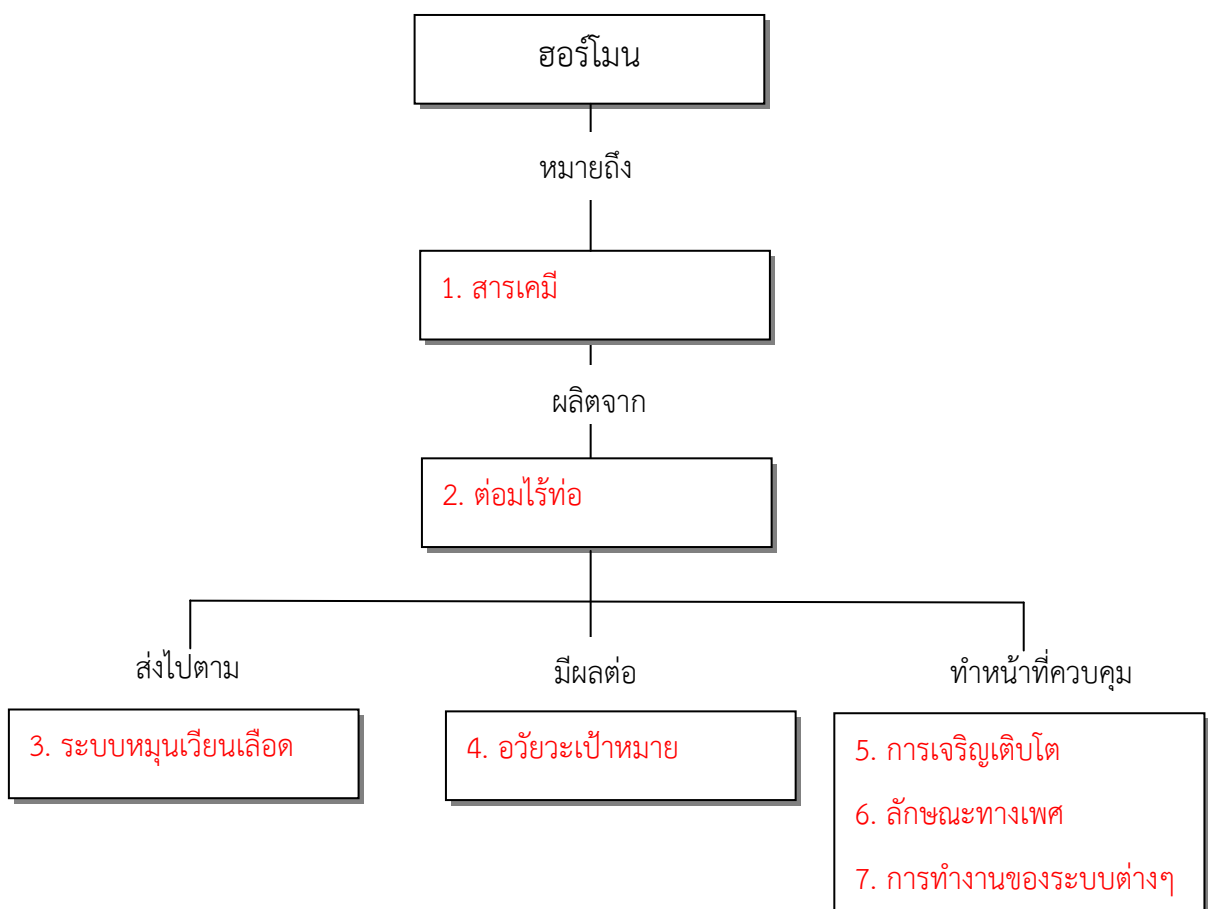 ฮอร์โมน
หมายถึง
1. สารเคมี
ผลิตจาก
2. ต่อมไร้ท่อ
ส่งไปตาม
มีผลต่อ
ทำหน้าที่ควบคุม
3. ระบบหมุนเวียนเลือด
4. อวัยวะเป้าหมาย
5. การเจริญเติบโต
6. ลักษณะทางเพศ
7. การทำงานของระบบต่างๆ